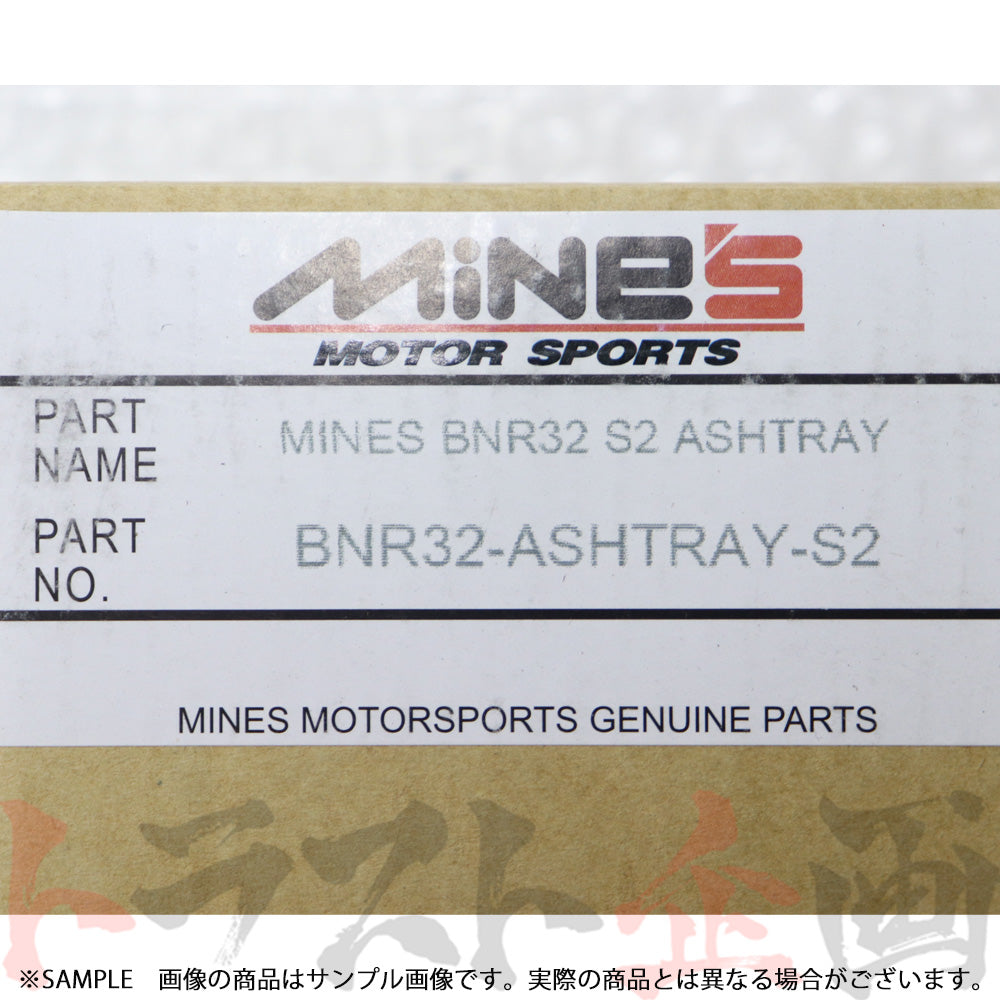 MiNe's
MOTOR SPORTS
PART NAME
MINES BNR32 S2 ASHTRAY
PART NO.
BNR32-ASHTRAY-S2
MINES MOTORSPORTS GENUINE PARTS
トラスト企画
※SAMPLE 画像の商品はサンプル画像です。実際の商品とは異なる場合がございます。